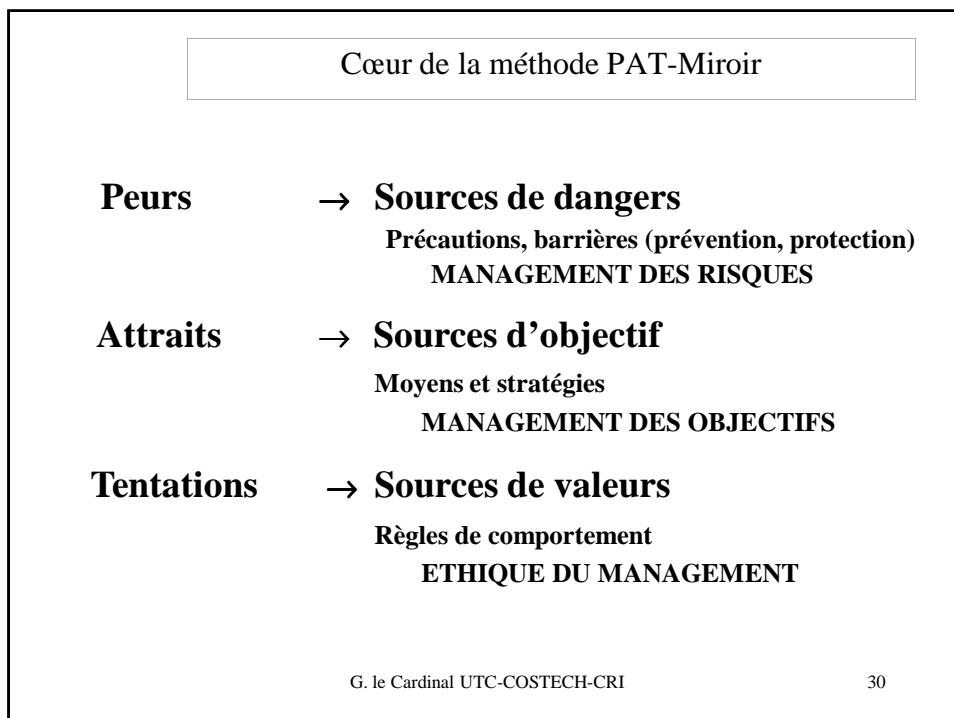 Cœur de la méthode PAT-Miroir
Peurs → Sources de dangers
Précautions, barrières (prévention, protection)
MANAGEMENT DES RISQUES
Attraits → Sources d’objectif
Moyens et stratégies
MANAGEMENT DES OBJECTIFS
Tentations → Sources de valeurs
Règles de comportement
ETHIQUE DU MANAGEMENT
G. le Cardinal UTC-COSTECH-CRI 30